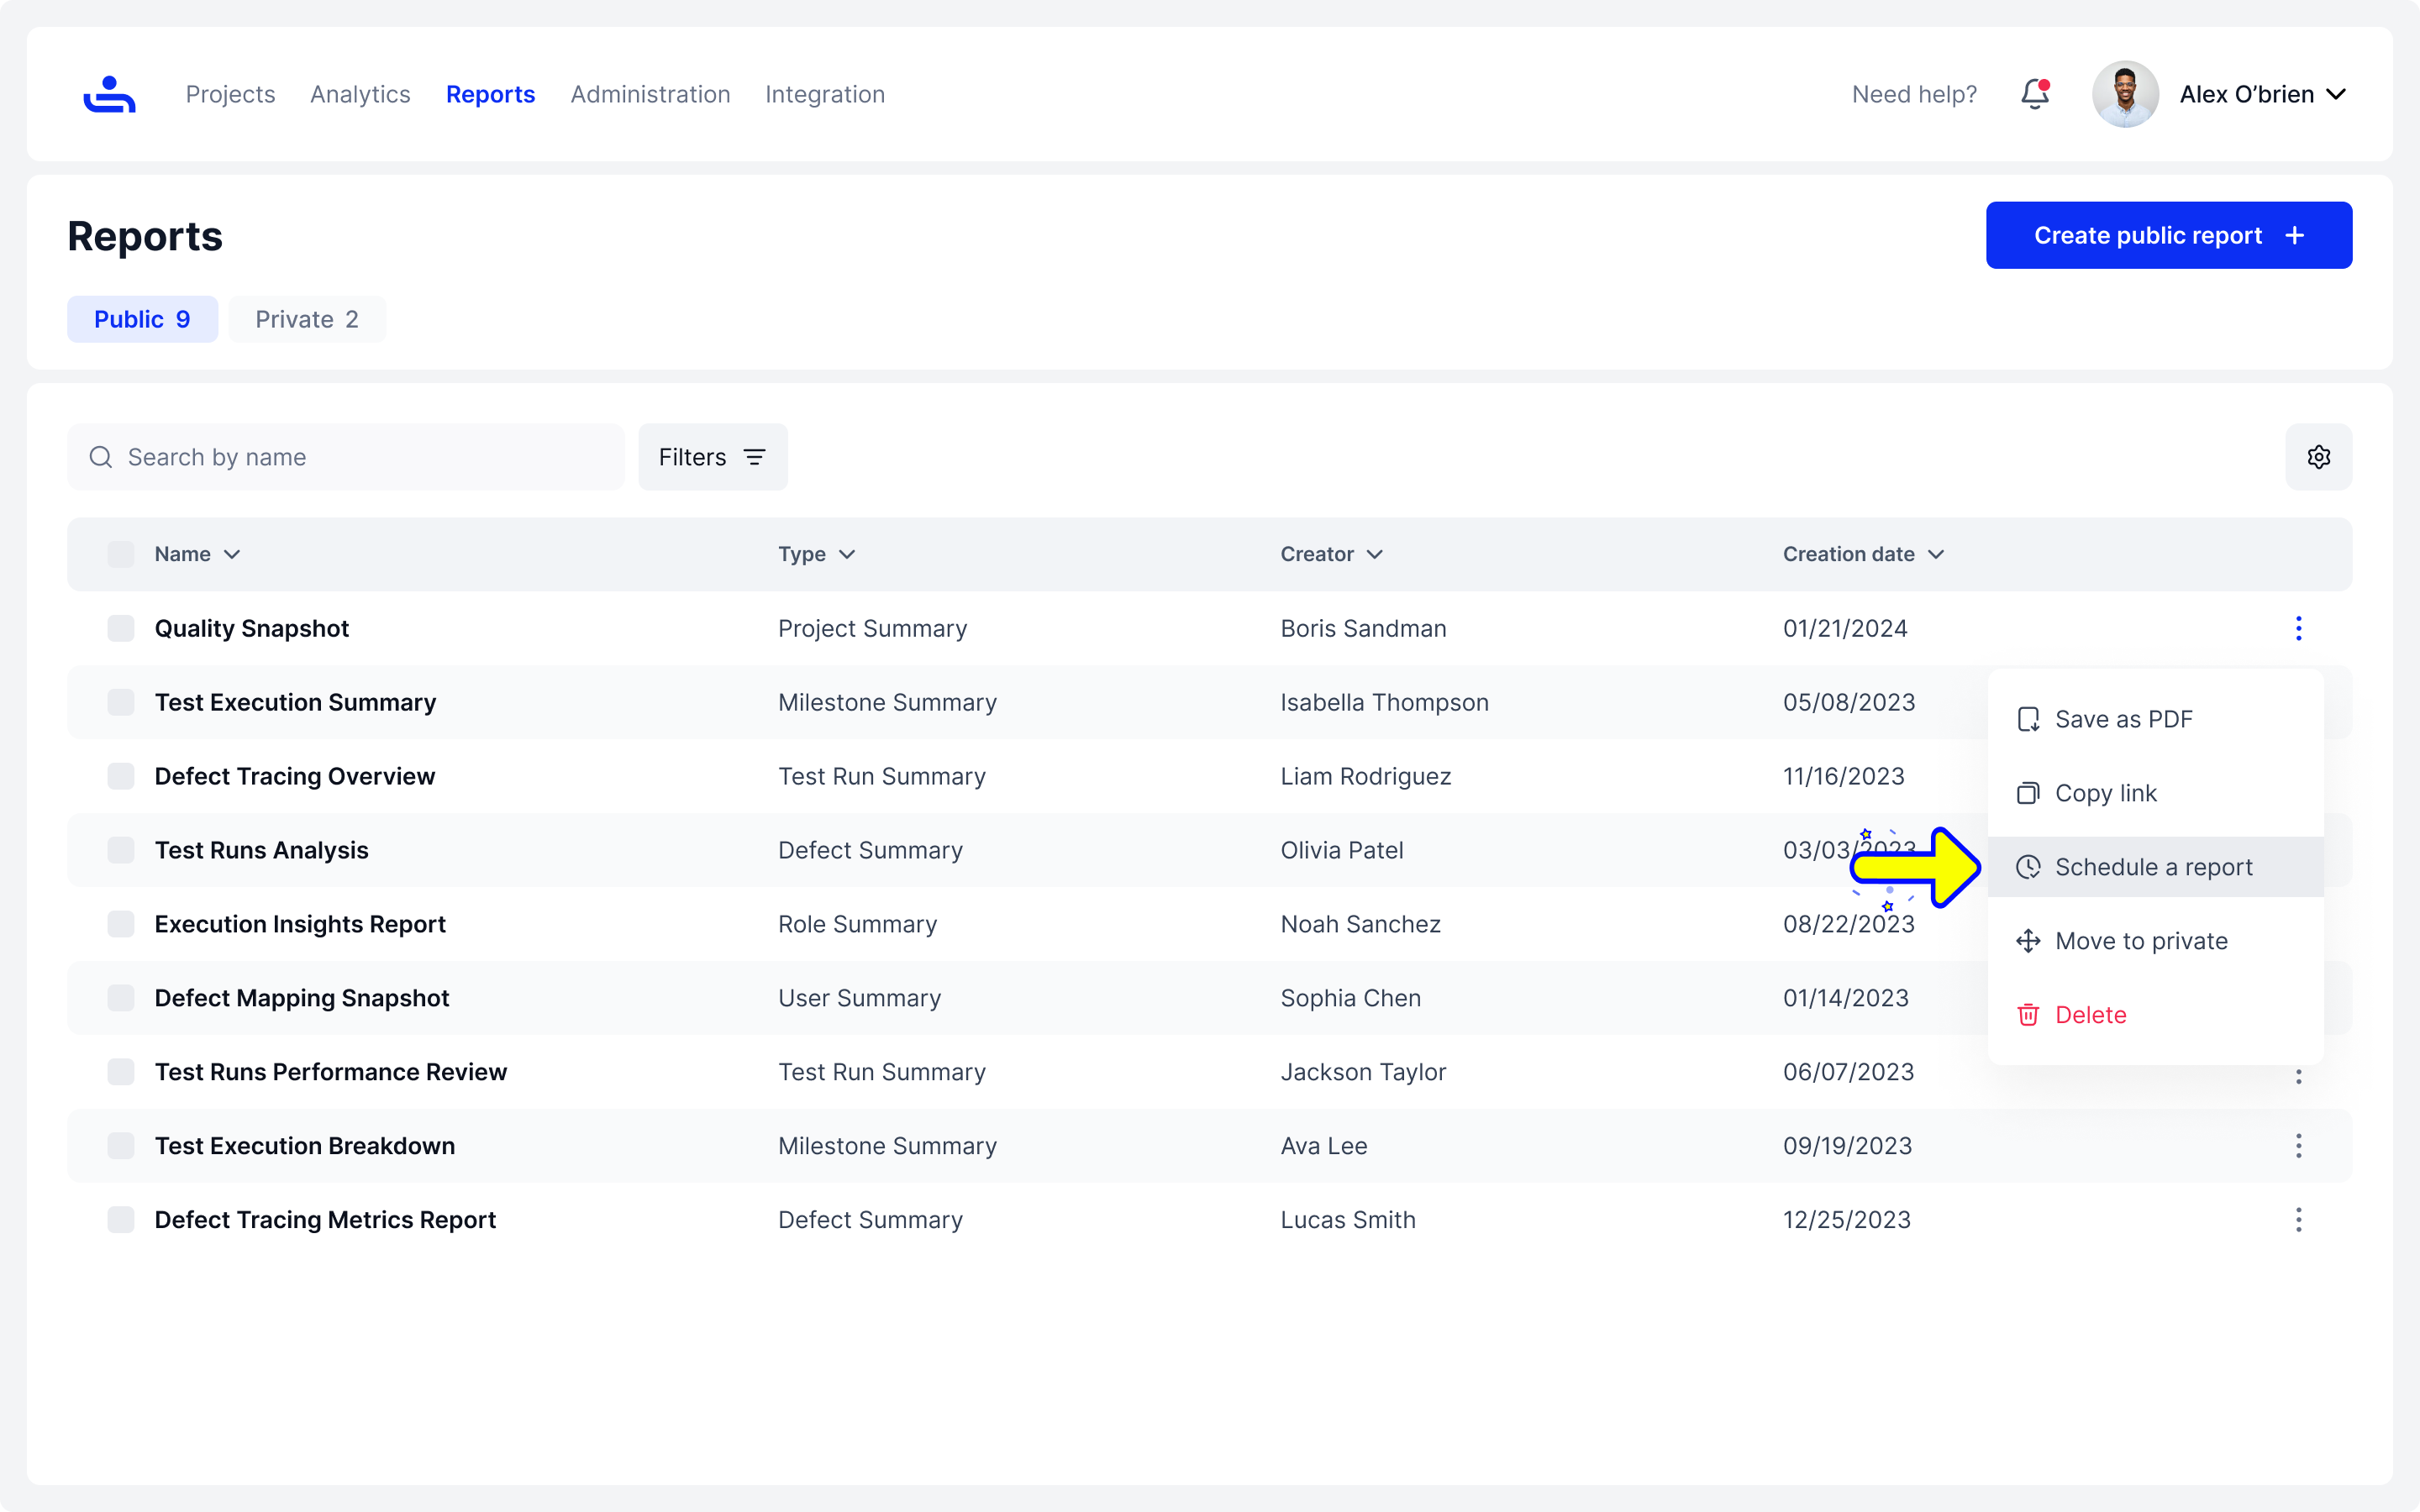 Projects Analytics Reports Administration Integration Need help? Alex O’brien
Reports
Create public report
Public 9 Private 2
Search by name Filters
Name Type Creator Creation date
Quality Snapshot Project Summary Boris Sandman 01/21/2024
Test Execution Summary Milestone Summary Isabella Thompson 05/08/2023
Save as PDF
Defect Tracing Overview Test Run Summary Liam Rodriguez 11/16/2023
Copy link
Test Runs Analysis Defect Summary Olivia Patel 03/03/2023
Schedule a report
Execution Insights Report Role Summary Noah Sanchez 08/22/2023
Move to private
Defect Mapping Snapshot User Summary Sophia Chen 01/14/2023
Delete
Test Runs Performance Review Test Run Summary Jackson Taylor 06/07/2023
Test Execution Breakdown Milestone Summary Ava Lee 09/19/2023
Defect Tracing Metrics Report Defect Summary Lucas Smith 12/25/2023